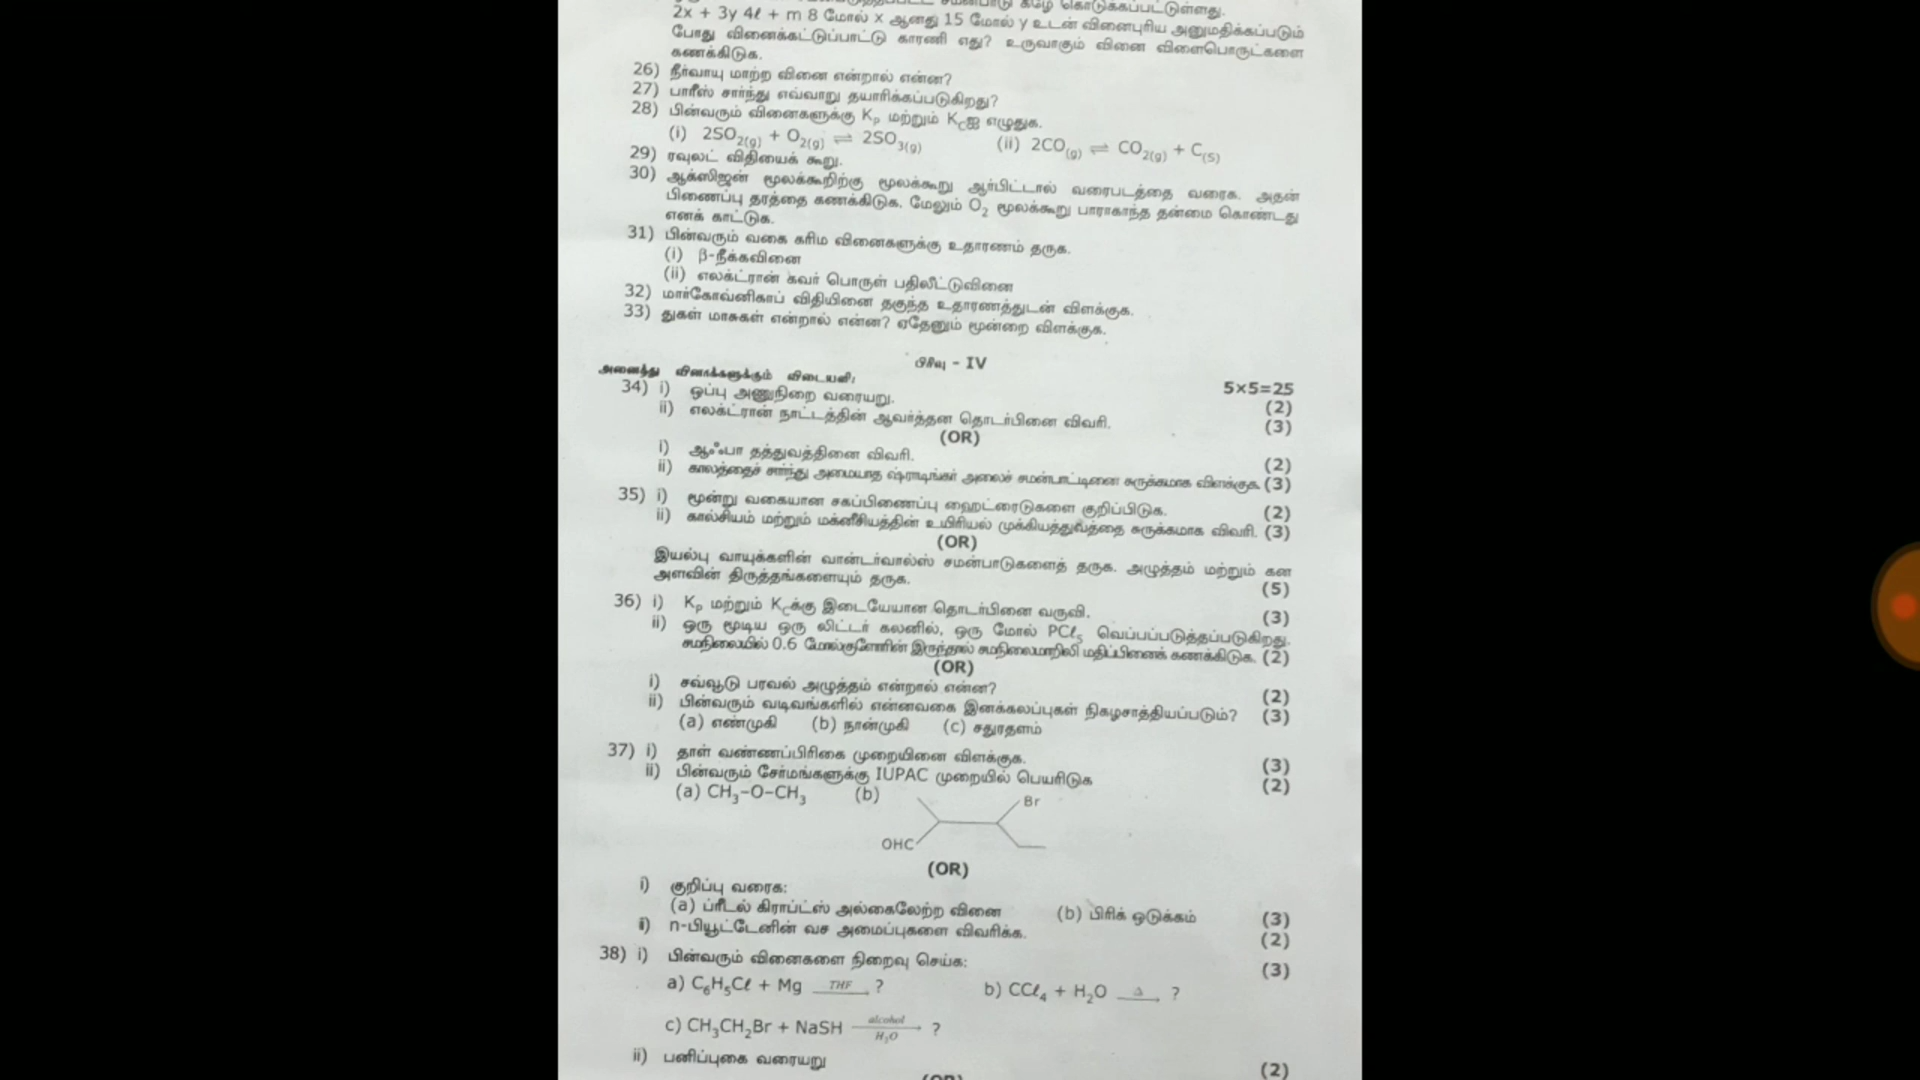 2x + 3y 4ℓ + m 8 மோல் x ஆனது 15 மோல் y உடன் வினைபுரிய அனுமதிக்கப்படும்
போது வினைக்கட்டுப்பாட்டு காரணி எது? உருவாகும் வினை விளைபொருட்களை
கணக்கிடுக.
26) நீர்வாயு மாற்ற வினை என்றால் என்ன?
27) பாரீஸ் சார்ந்து எவ்வாறு தயாரிக்கப்படுகிறது?
28) பின்வரும் வினைகளுக்கு Kₚ மற்றும் K_Cஐ எழுதுக.
(i) 2SO₂(g) + O₂(g) ⇌ 2SO₃(g) (ii) 2CO(g) ⇌ CO₂(g) + C(S)
29) ரவுலட் விதியைக் கூறு.
30) ஆக்ஸிஜன் மூலக்கூறிற்கு மூலக்கூறு ஆர்பிட்டால் வரைபடத்தை வரைக. அதன்
பிணைப்பு தரத்தை கணக்கிடுக. மேலும் O₂ மூலக்கூறு பாராகாந்த தன்மை கொண்டது
எனக் காட்டுக.
31) பின்வரும் வகை கரிம வினைகளுக்கு உதாரணம் தருக.
(i) β-நீக்கவினை
(ii) எலக்ட்ரான் கவர் பொருள் பதிலீட்டுவினை
32) மார்கோவ்னிகாப் விதியினை தகுந்த உதாரணத்துடன் விளக்குக.
33) துகள் மாசுகள் என்றால் என்ன? ஏதேனும் மூன்றை விளக்குக.
பிரிவு - IV
அனைத்து வினாக்களுக்கும் விடையளி: 5×5=25
34) i) ஒப்பு அணுநிறை வரையறு. (2)
ii) எலக்ட்ரான் நாட்டத்தின் ஆவர்த்தன தொடர்பினை விவரி. (3)
(OR)
i) ஆஃபா தத்துவத்தினை விவரி. (2)
ii) காலத்தைச் சார்ந்து அமையாத ஷ்ராடிங்கர் அலைச் சமன்பாட்டினை சுருக்கமாக விளக்குக. (3)
35) i) மூன்று வகையான சகப்பிணைப்பு ஹைட்ரைடுகளை குறிப்பிடுக. (2)
ii) கால்சியம் மற்றும் மக்னீசியத்தின் உயிரியல் முக்கியத்துவத்தை சுருக்கமாக விவரி. (3)
(OR)
இயல்பு வாயுக்களின் வான்டர்வால்ஸ் சமன்பாடுகளைத் தருக. அழுத்தம் மற்றும் கன
அளவின் திருத்தங்களையும் தருக. (5)
36) i) Kₚ மற்றும் K_Cக்கு இடையேயான தொடர்பினை வருவி. (3)
ii) ஒரு மூடிய ஒரு லிட்டர் கலனில், ஒரு மோல் PCℓ₅ வெப்பப்படுத்தப்படுகிறது.
சமநிலையில் 0.6 மோல்குளோரின் இருந்தால் சமநிலைமாறிலி மதிப்பினைக் கணக்கிடுக. (2)
(OR)
i) சவ்வூடு பரவல் அழுத்தம் என்றால் என்ன? (2)
ii) பின்வரும் வடிவங்களில் என்னவகை இனக்கலப்புகள் நிகழசாத்தியப்படும்? (3)
(a) எண்முகி (b) நான்முகி (c) சதுரதளம்
37) i) தாள் வண்ணப்பிரிகை முறையினை விளக்குக. (3)
ii) பின்வரும் சேர்மங்களுக்கு IUPAC முறையில் பெயரிடுக (2)
(a) CH₃–O–CH₃ (b)
Br
OHC
(OR)
i) குறிப்பு வரைக:
(a) ப்ரீடல் கிராப்ட்ஸ் அல்கைலேற்ற வினை (b) பிரிக் ஒடுக்கம் (3)
ii) n-பியூட்டேனின் வச அமைப்புகளை விவரிக்க. (2)
38) i) பின்வரும் வினைகளை நிறைவு செய்க: (3)
a) C₆H₅Cℓ + Mg —THF→ ? b) CCℓ₄ + H₂O —Δ→ ?
c) CH₃CH₂Br + NaSH —alcohol / H₂O→ ?
ii) பனிப்புகை வரையறு (2)
(OR)